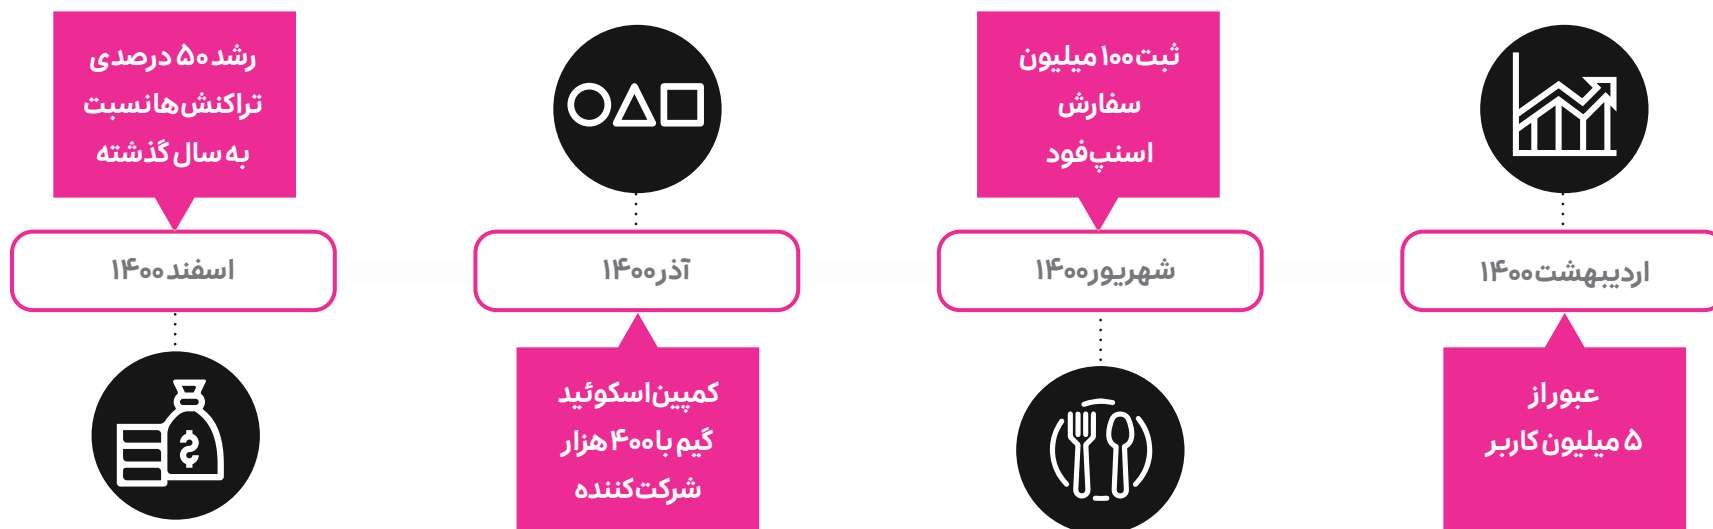 اردیبهشت ۱۴۰۰
عبور از
۵ میلیون کاربر
ثبت ۱۰۰ میلیون
سفارش
اسنپ‌فود
شهریور ۱۴۰۰
آذر ۱۴۰۰
کمپین اسکوئید
گیم با ۴۰۰ هزار
شرکت‌کننده
رشد ۵۰ درصدی
تراکنش‌ها نسبت
به سال گذشته
اسفند ۱۴۰۰